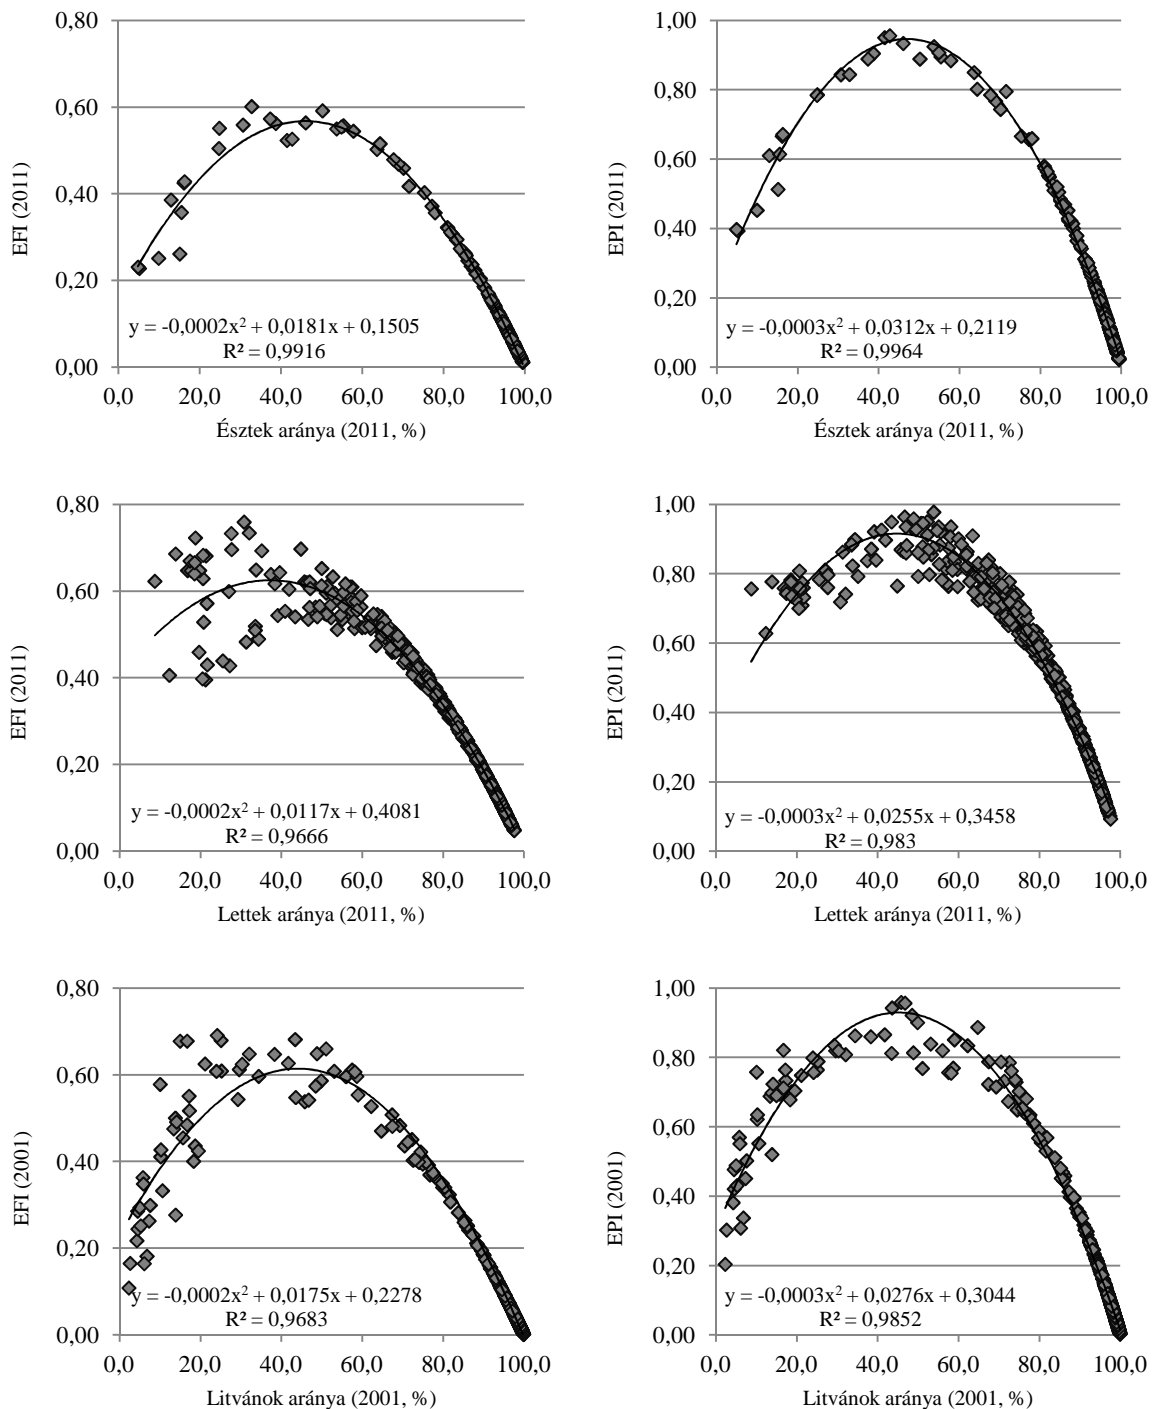 0,80
0,60
0,40
0,20
0,00
EFI (2011)
y = -0,0002x² + 0,0181x + 0,1505
R² = 0,9916
0,0 20,0 40,0 60,0 80,0 100,0
Észtek aránya (2011, %)
1,00
0,80
0,60
0,40
0,20
0,00
EPI (2011)
y = -0,0003x² + 0,0312x + 0,2119
R² = 0,9964
0,0 20,0 40,0 60,0 80,0 100,0
Észtek aránya (2011, %)
0,80
0,60
0,40
0,20
0,00
EFI (2011)
y = -0,0002x² + 0,0117x + 0,4081
R² = 0,9666
0,0 20,0 40,0 60,0 80,0 100,0
Lettek aránya (2011, %)
1,00
0,80
0,60
0,40
0,20
0,00
EPI (2011)
y = -0,0003x² + 0,0255x + 0,3458
R² = 0,983
0,0 20,0 40,0 60,0 80,0 100,0
Lettek aránya (2011, %)
0,80
0,60
0,40
0,20
0,00
EFI (2001)
y = -0,0002x² + 0,0175x + 0,2278
R² = 0,9683
0,0 20,0 40,0 60,0 80,0 100,0
Litvánok aránya (2001, %)
1,00
0,80
0,60
0,40
0,20
0,00
EPI (2001)
y = -0,0003x² + 0,0276x + 0,3044
R² = 0,9852
0,0 20,0 40,0 60,0 80,0 100,0
Litvánok aránya (2001, %)